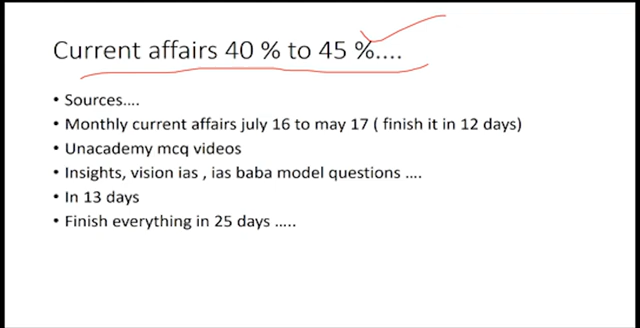 Current affairs 40 % to 45 %....
• Sources....
• Monthly current affairs july 16 to may 17 ( finish it in 12 days)
• Unacademy mcq videos
• Insights, vision ias , ias baba model questions ....
• In 13 days
• Finish everything in 25 days .....